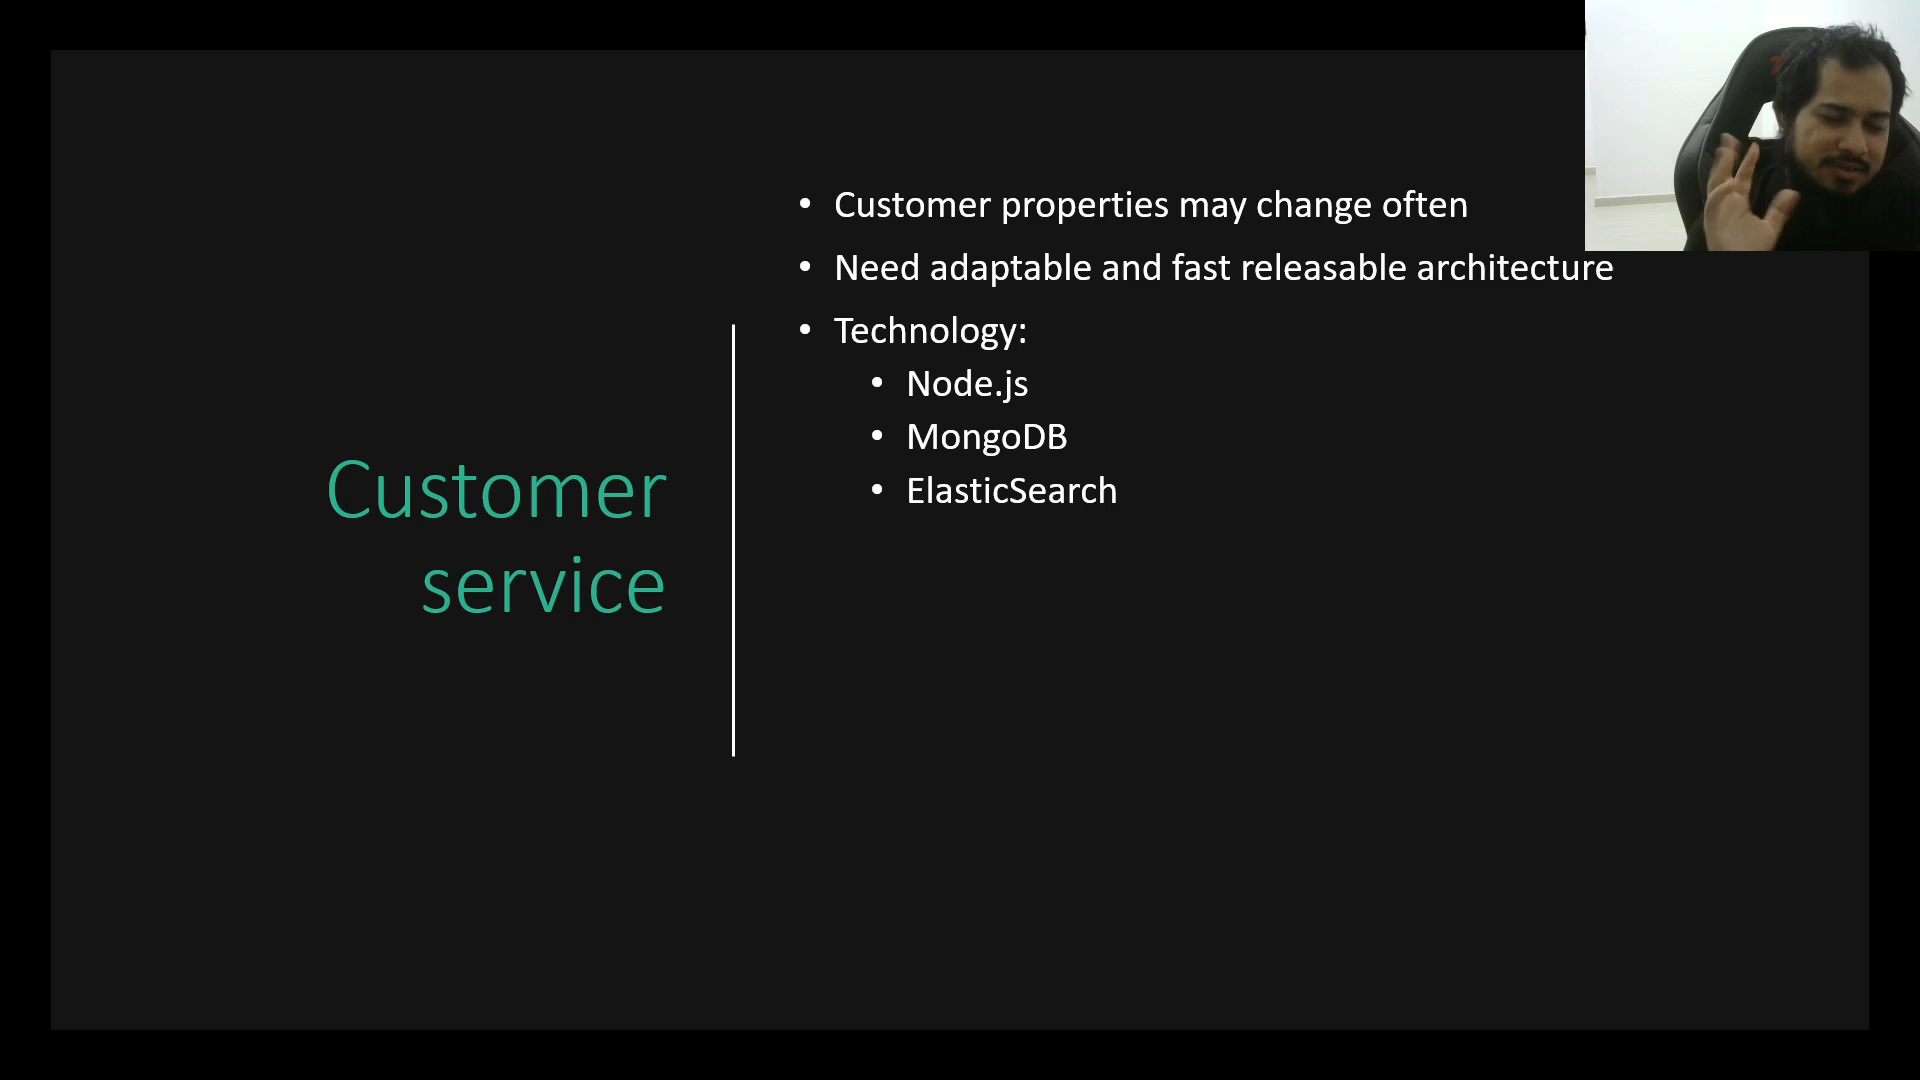 Customer
service
• Customer properties may change often
• Need adaptable and fast releasable architecture
• Technology:
• Node.js
• MongoDB
• ElasticSearch